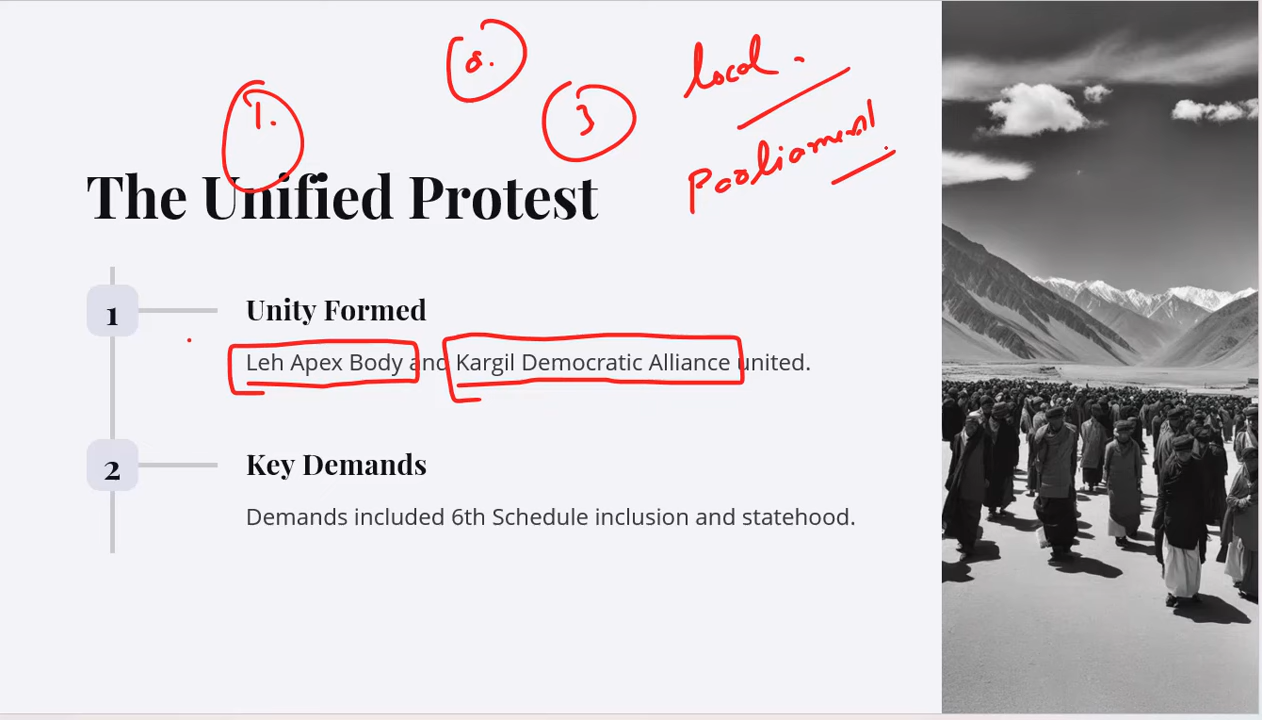 1.
3
local.
Parliament
The Unified Protest
1
Unity Formed
Leh Apex Body and Kargil Democratic Alliance united.
2
Key Demands
Demands included 6th Schedule inclusion and statehood.